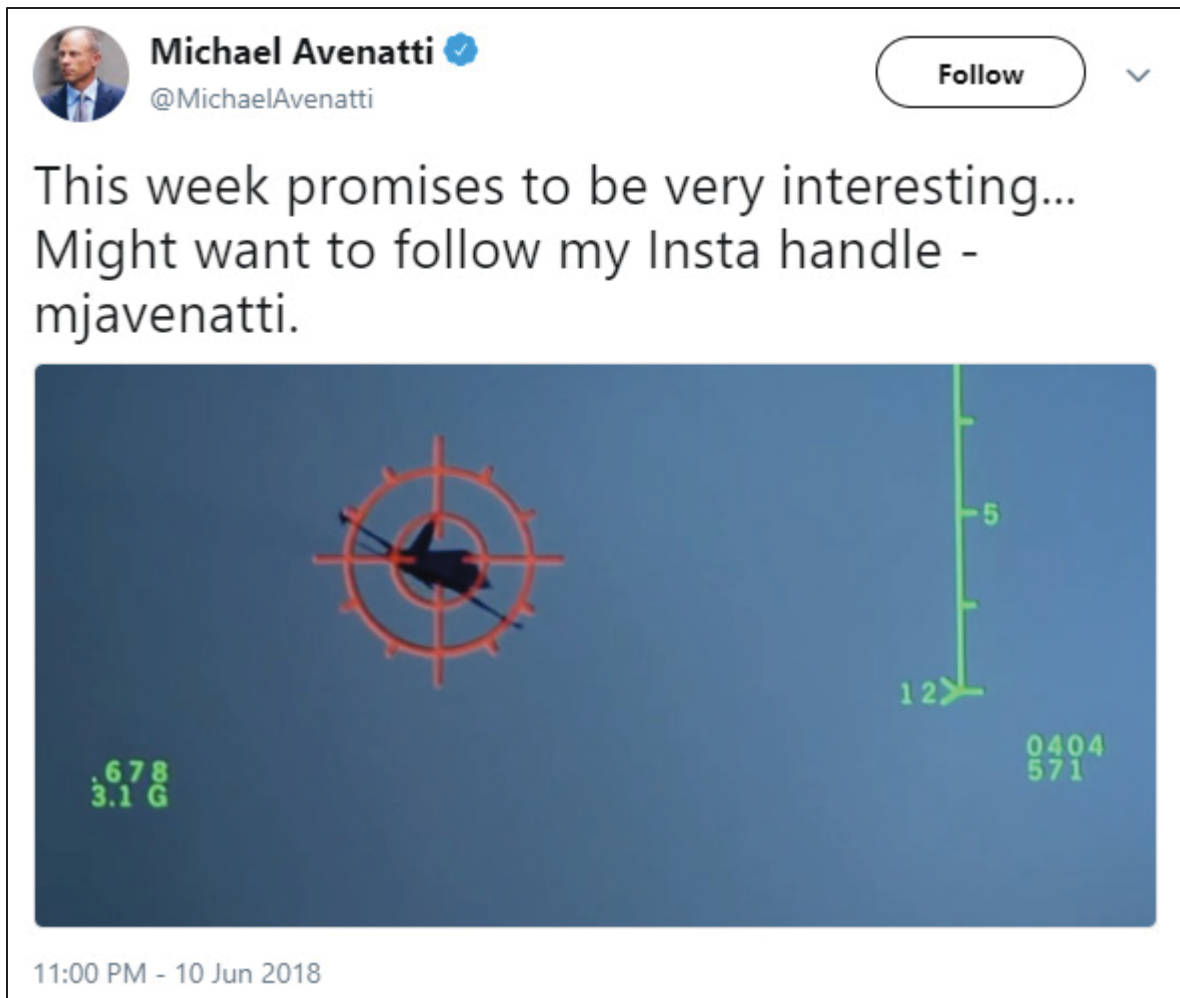 Michael Avenatti
@MichaelAvenatti
Follow
This week promises to be very interesting...
Might want to follow my Insta handle -
mjavenatti.
5
12
.678
3.1 G
0404
571
11:00 PM - 10 Jun 2018